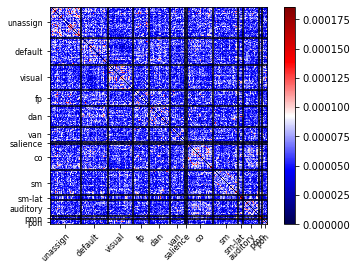 unassign
default
visual
fp
dan
van
salience
co
sm
sm-lat
auditory
pmn
pon
unassign
default
visual
fp
dan
van
salience
co
sm
sm-lat
auditory
pon
0.000175
0.000150
0.000125
0.000100
0.000075
0.000050
0.000025
0.000000